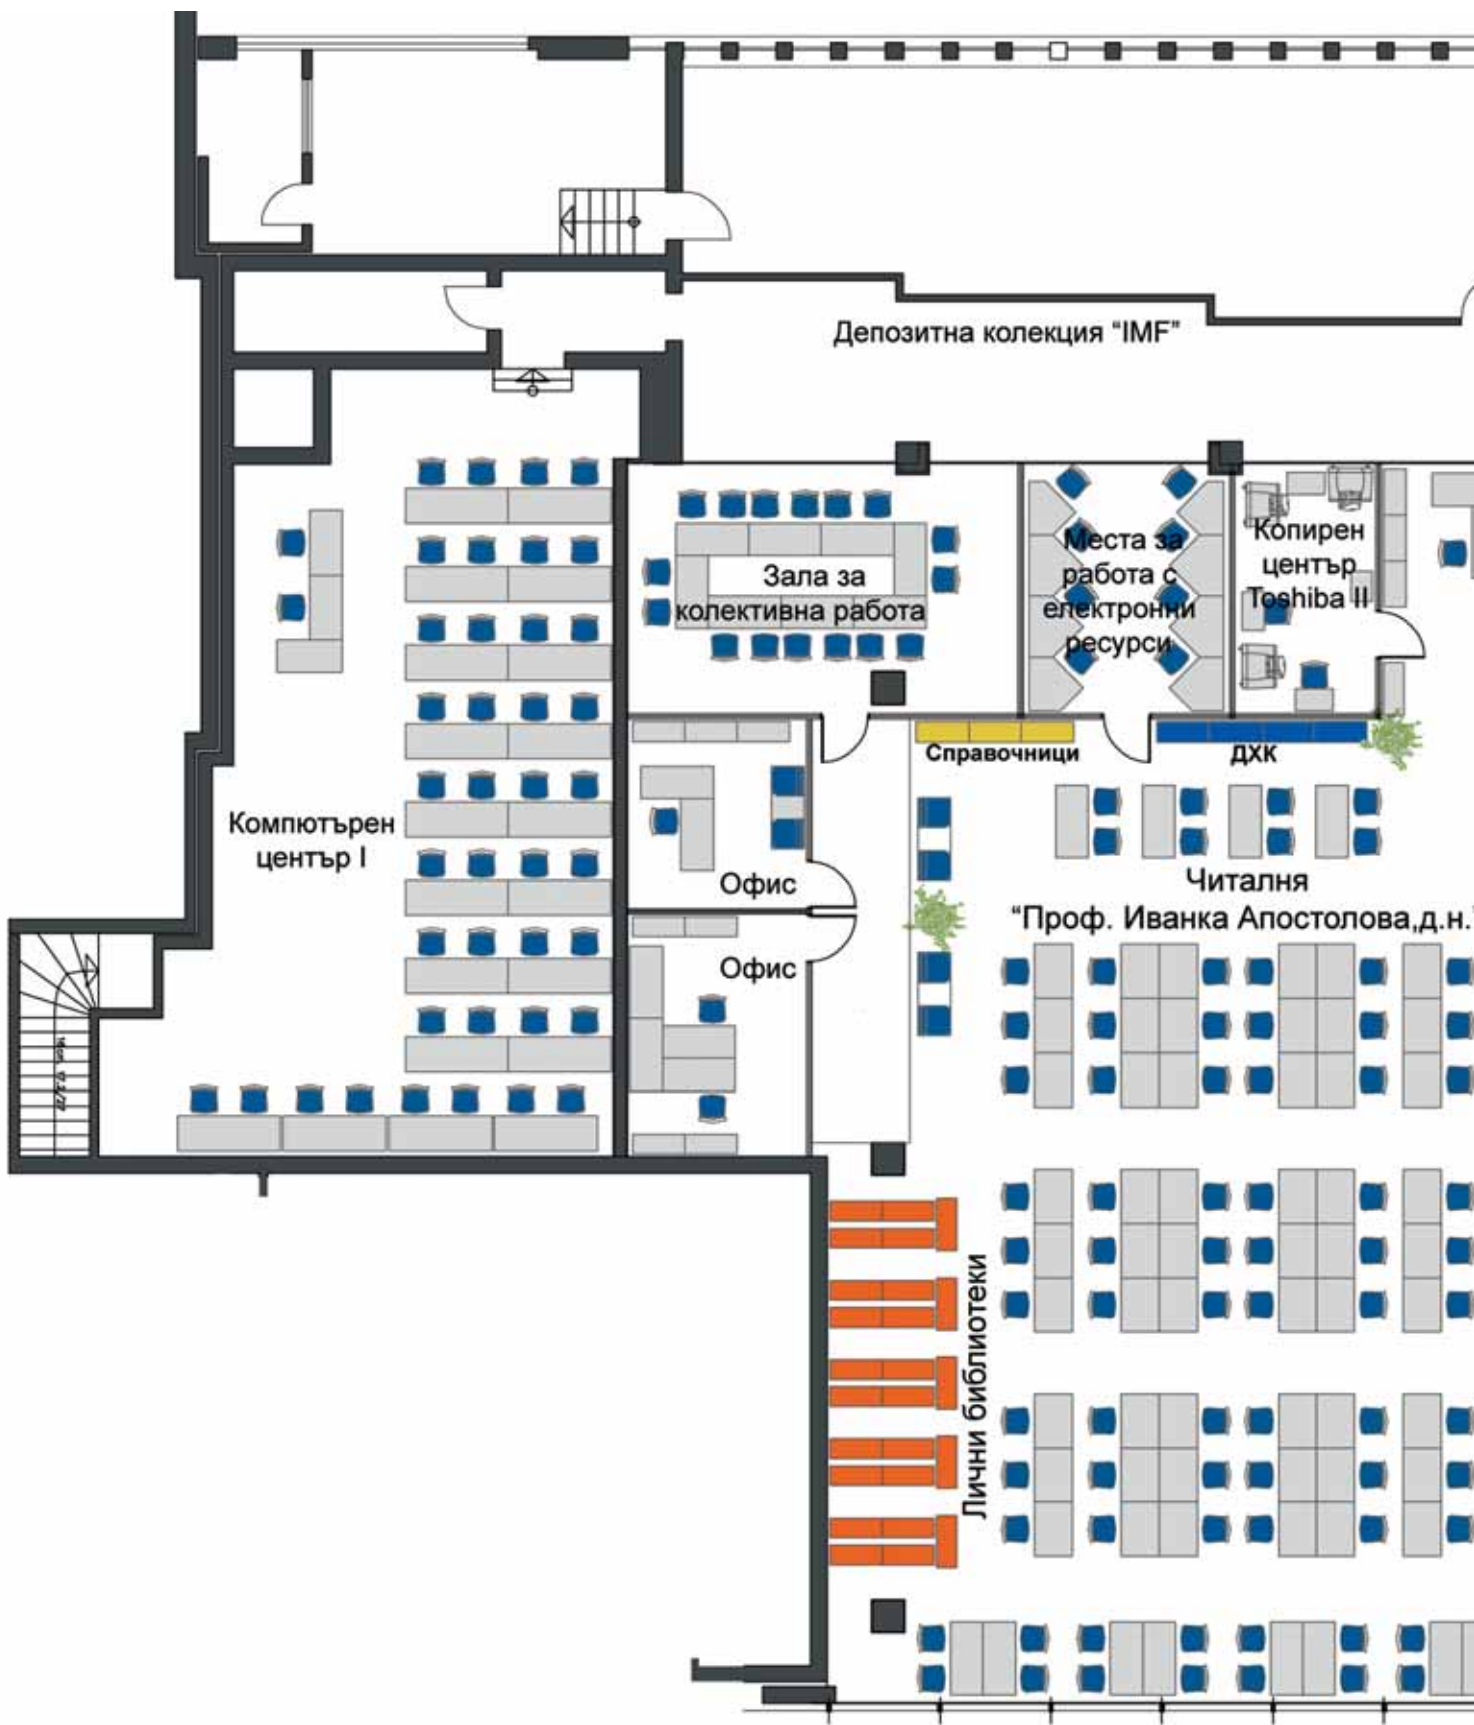 Депозитна колекция “IMF”
Зала за
колективна работа
Места за
работа с
електронни
ресурси
Копирен
център
Toshiba II
Справочници
ДХК
Компютърен
център I
Офис
Офис
Читалня
“Проф. Иванка Апостолова,д.н.”
Лични библиотеки